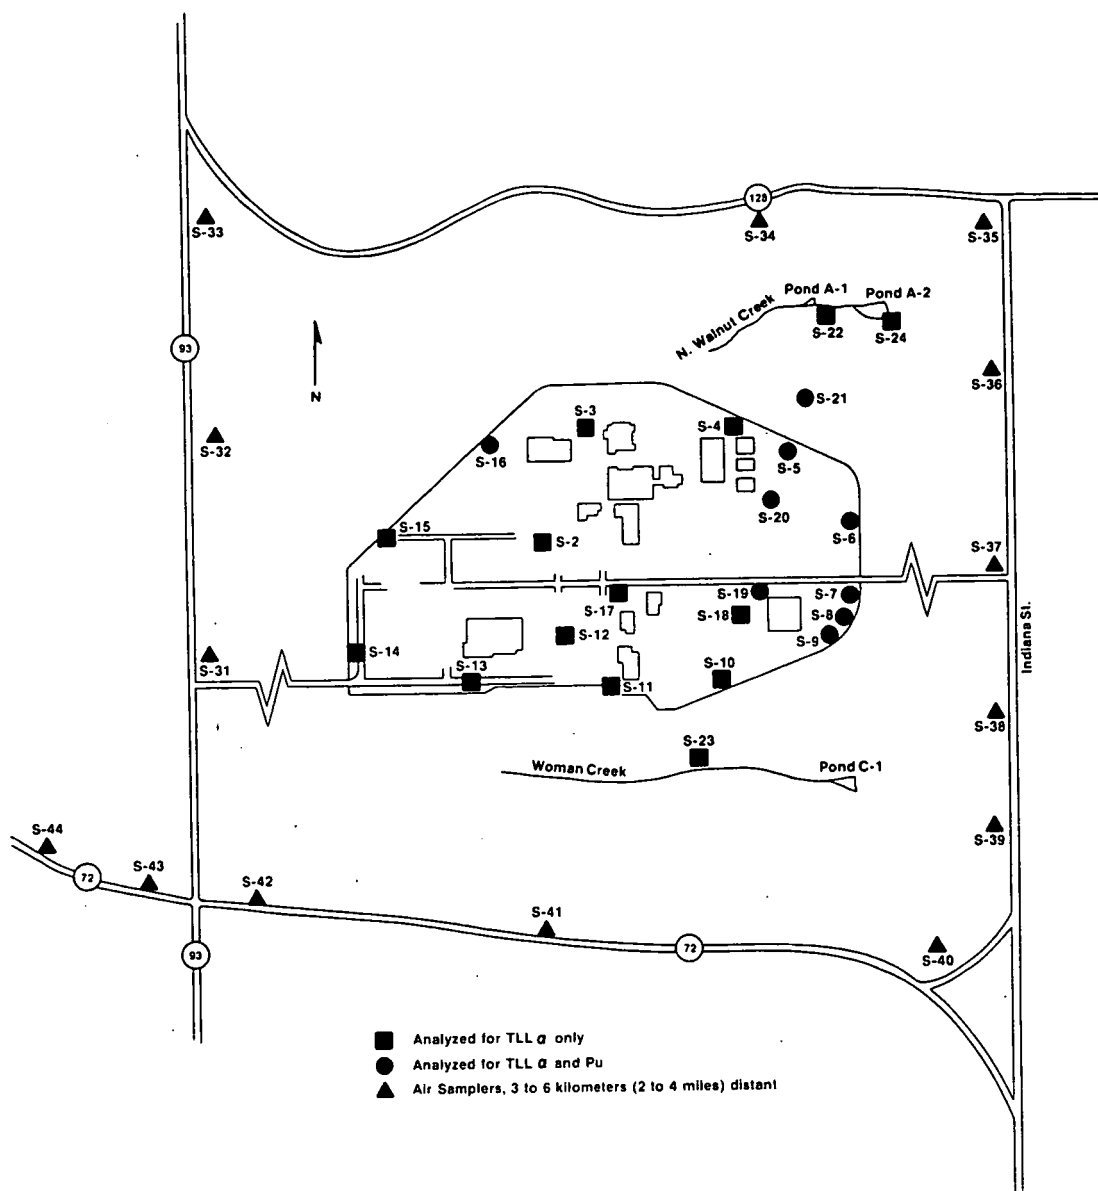 128
S-33
S-34
S-35
Pond A-1
Pond A-2
N. Walnut Creek
S-22
S-24
93
N
S-36
S-21
S-3
S-4
S-32
S-16
S-5
S-20
S-15
S-6
S-2
S-37
S-19
S-7
S-17
S-18
S-8
S-12
S-9
S-14
S-31
S-13
S-10
S-11
Indiana St.
S-38
S-23
Woman Creek
Pond C-1
S-44
S-39
72
S-43
S-42
S-41
93
72
S-40
Analyzed for TLL α only
Analyzed for TLL α and Pu
Air Samplers, 3 to 6 kilometers (2 to 4 miles) distant